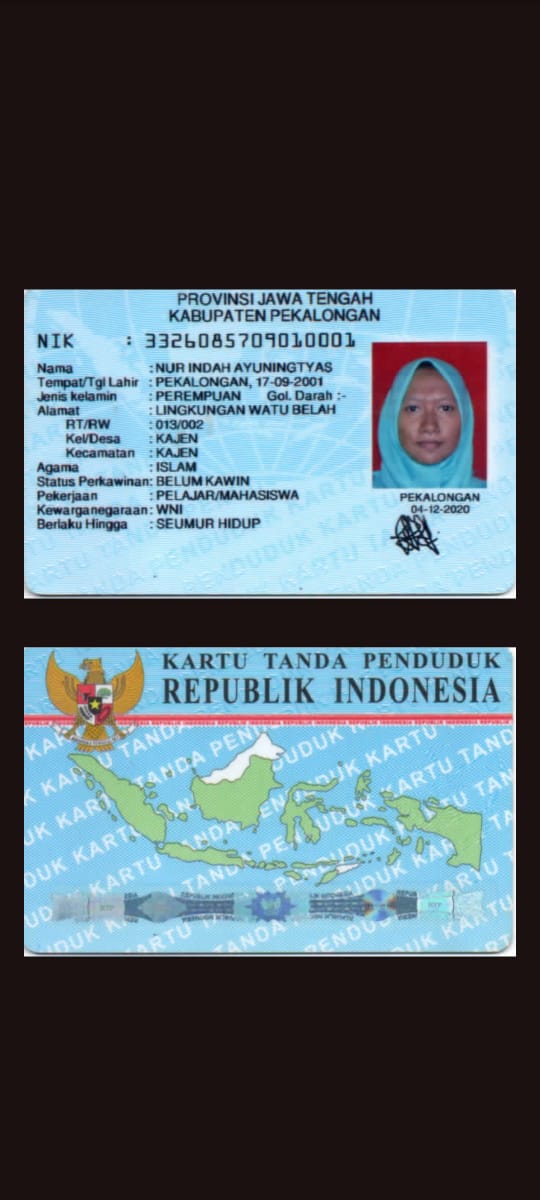 PROVINSI JAWA TENGAH
KABUPATEN PEKALONGAN
NIK : 3326085709010001
Nama : NUR INDAH AYUNINGTYAS
Tempat/Tgl Lahir : PEKALONGAN, 17-09-2001
Jenis kelamin : PEREMPUAN Gol. Darah :-
Alamat : LINGKUNGAN WATU BELAH
RT/RW : 013/002
Kel/Desa : KAJEN
Kecamatan : KAJEN
Agama : ISLAM
Status Perkawinan: BELUM KAWIN
Pekerjaan : PELAJAR/MAHASISWA
Kewarganegaraan: WNI
Berlaku Hingga : SEUMUR HIDUP
PEKALONGAN
04-12-2020
KARTU TANDA PENDUDUK
REPUBLIK INDONESIA